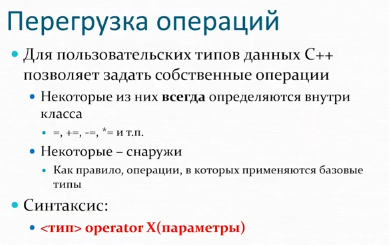 Перегрузка операций
Для пользовательских типов данных C++
позволяет задать собственные операции
Некоторые из них всегда определяются внутри
класса
=, +=, -=, *= и т.п.
Некоторые – снаружи
Как правило, операции, в которых применяются базовые
типы
Синтаксис:
<тип> operator X(параметры)